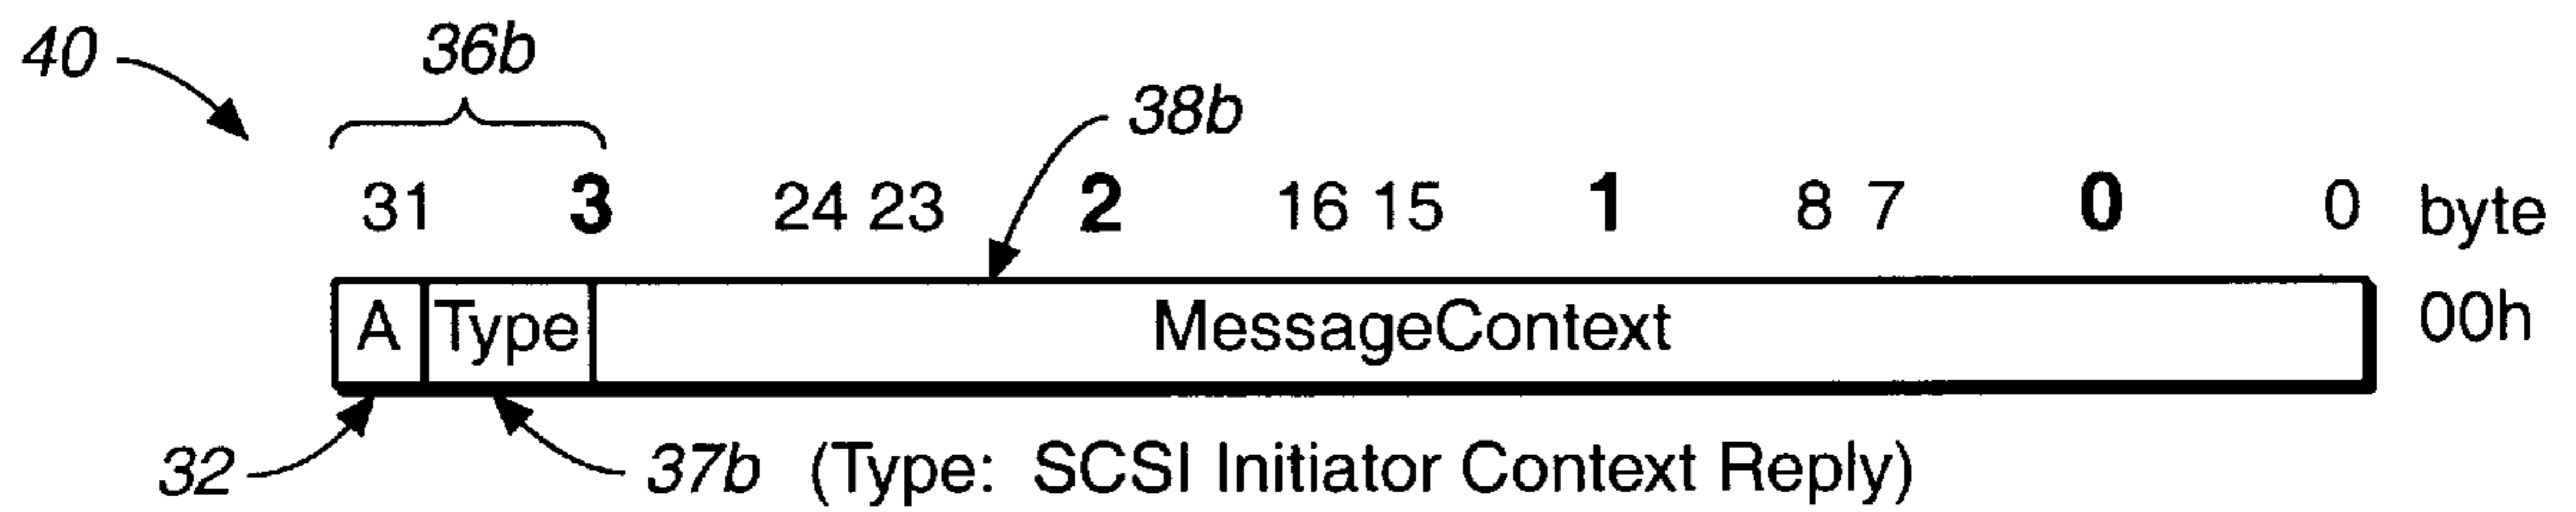 40
36b
38b
31 3 24 23 2 16 15 1 8 7 0 0 byte
A Type MessageContext 00h
32 37b (Type: SCSI Initiator Context Reply)